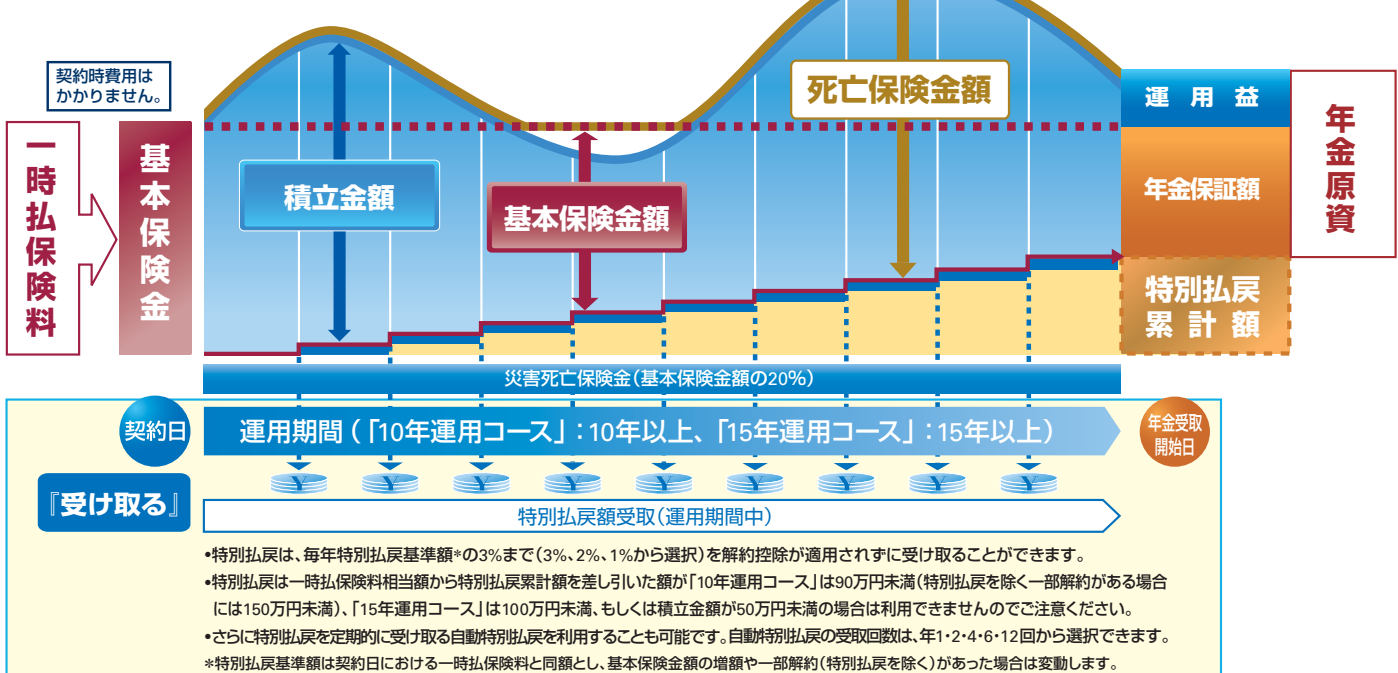 契約時費用は
かかりません。
一時払保険料
基本保険金
積立金額
基本保険金額
死亡保険金額
運用益
年金保証額
特別払戻
累計額
年金原資
災害死亡保険金(基本保険金額の20%)
契約日
運用期間(「10年運用コース」:10年以上、「15年運用コース」:15年以上)
年金受取
開始日
『受け取る』
¥ ¥ ¥ ¥ ¥ ¥ ¥ ¥ ¥
特別払戻額受取(運用期間中)
•特別払戻は、毎年特別払戻基準額*の3%まで(3%、2%、1%から選択)を解約控除が適用されずに受け取ることができます。
•特別払戻は一時払保険料相当額から特別払戻累計額を差し引いた額が「10年運用コース」は90万円未満(特別払戻を除く一部解約がある場合
には150万円未満)、「15年運用コース」は100万円未満、もしくは積立金額が50万円未満の場合は利用できませんのでご注意ください。
•さらに特別払戻を定期的に受け取る自動特別払戻を利用することも可能です。自動特別払戻の受取回数は、年1・2・4・6・12回から選択できます。
*特別払戻基準額は契約日における一時払保険料と同額とし、基本保険金額の増額や一部解約(特別払戻を除く)があった場合は変動します。